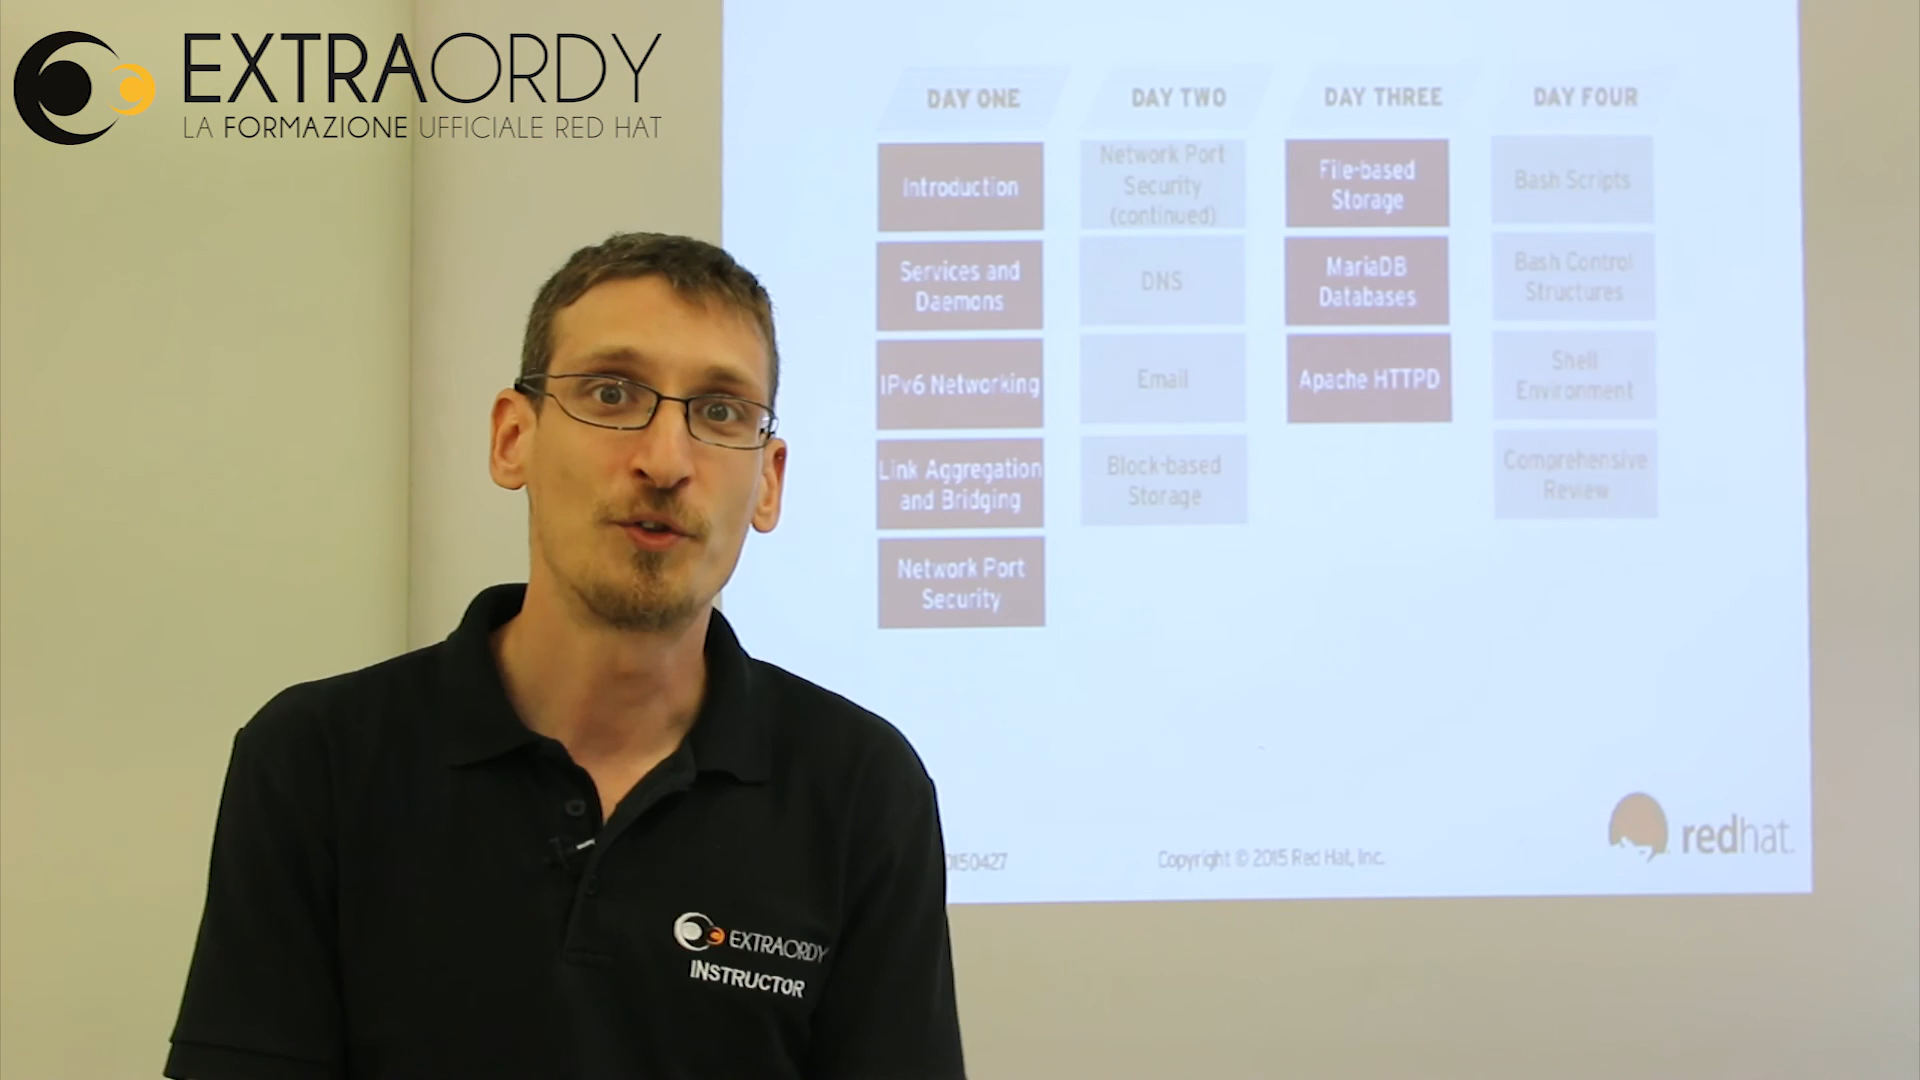 EXTRAORDY
LA FORMAZIONE UFFICIALE RED HAT
DAY ONE
Introduction
Services and
Daemons
IPv6 Networking
Link Aggregation
and Bridging
Network Port
Security
DAY TWO
Network Port
Security
(continued)
DNS
Email
Block-based
Storage
DAY THREE
File-based
Storage
MariaDB
Databases
Apache HTTPD
DAY FOUR
Bash Scripts
Bash Control
Structures
Shell
Environment
Comprehensive
Review
0150427
Copyright © 2015 Red Hat, Inc.
redhat.
EXTRAORDY
INSTRUCTOR